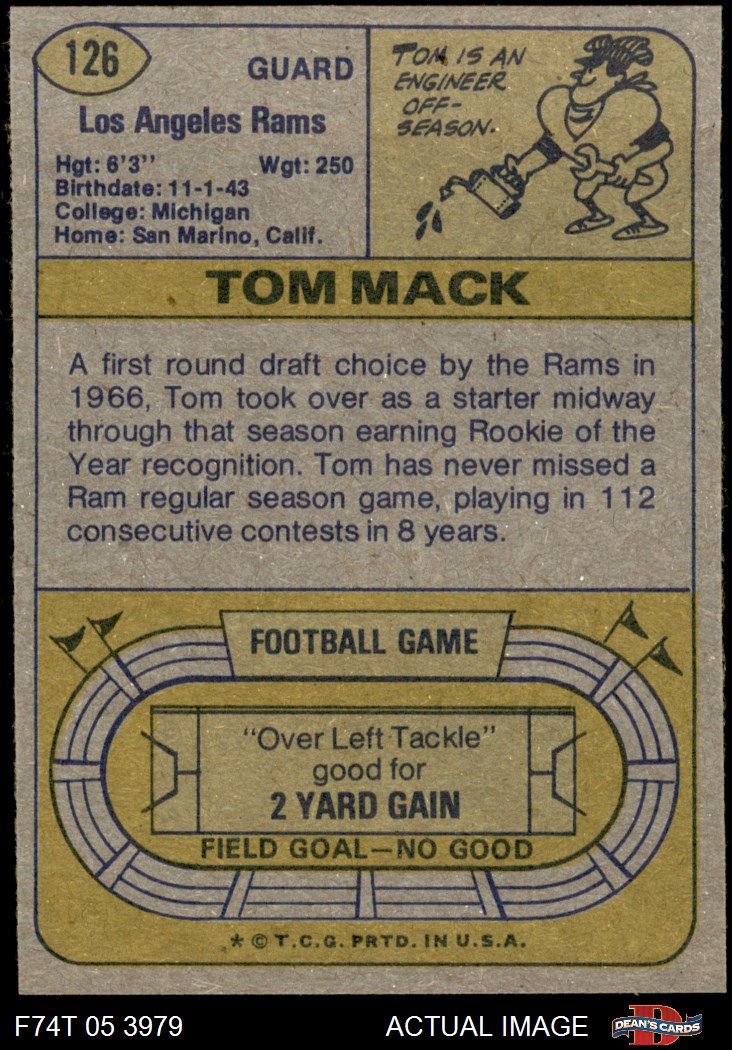 126
GUARD
Los Angeles Rams
Hgt: 6'3" Wgt: 250
Birthdate: 11-1-43
College: Michigan
Home: San Marino, Calif.
TOM IS AN
ENGINEER
OFF-
SEASON.
TOM MACK
A first round draft choice by the Rams in
1966, Tom took over as a starter midway
through that season earning Rookie of the
Year recognition. Tom has never missed a
Ram regular season game, playing in 112
consecutive contests in 8 years.
FOOTBALL GAME
"Over Left Tackle"
good for
2 YARD GAIN
FIELD GOAL—NO GOOD
* © T.C.G. PRTD. IN U.S.A.
F74T 05 3979 ACTUAL IMAGE D DEAN'S CARDS